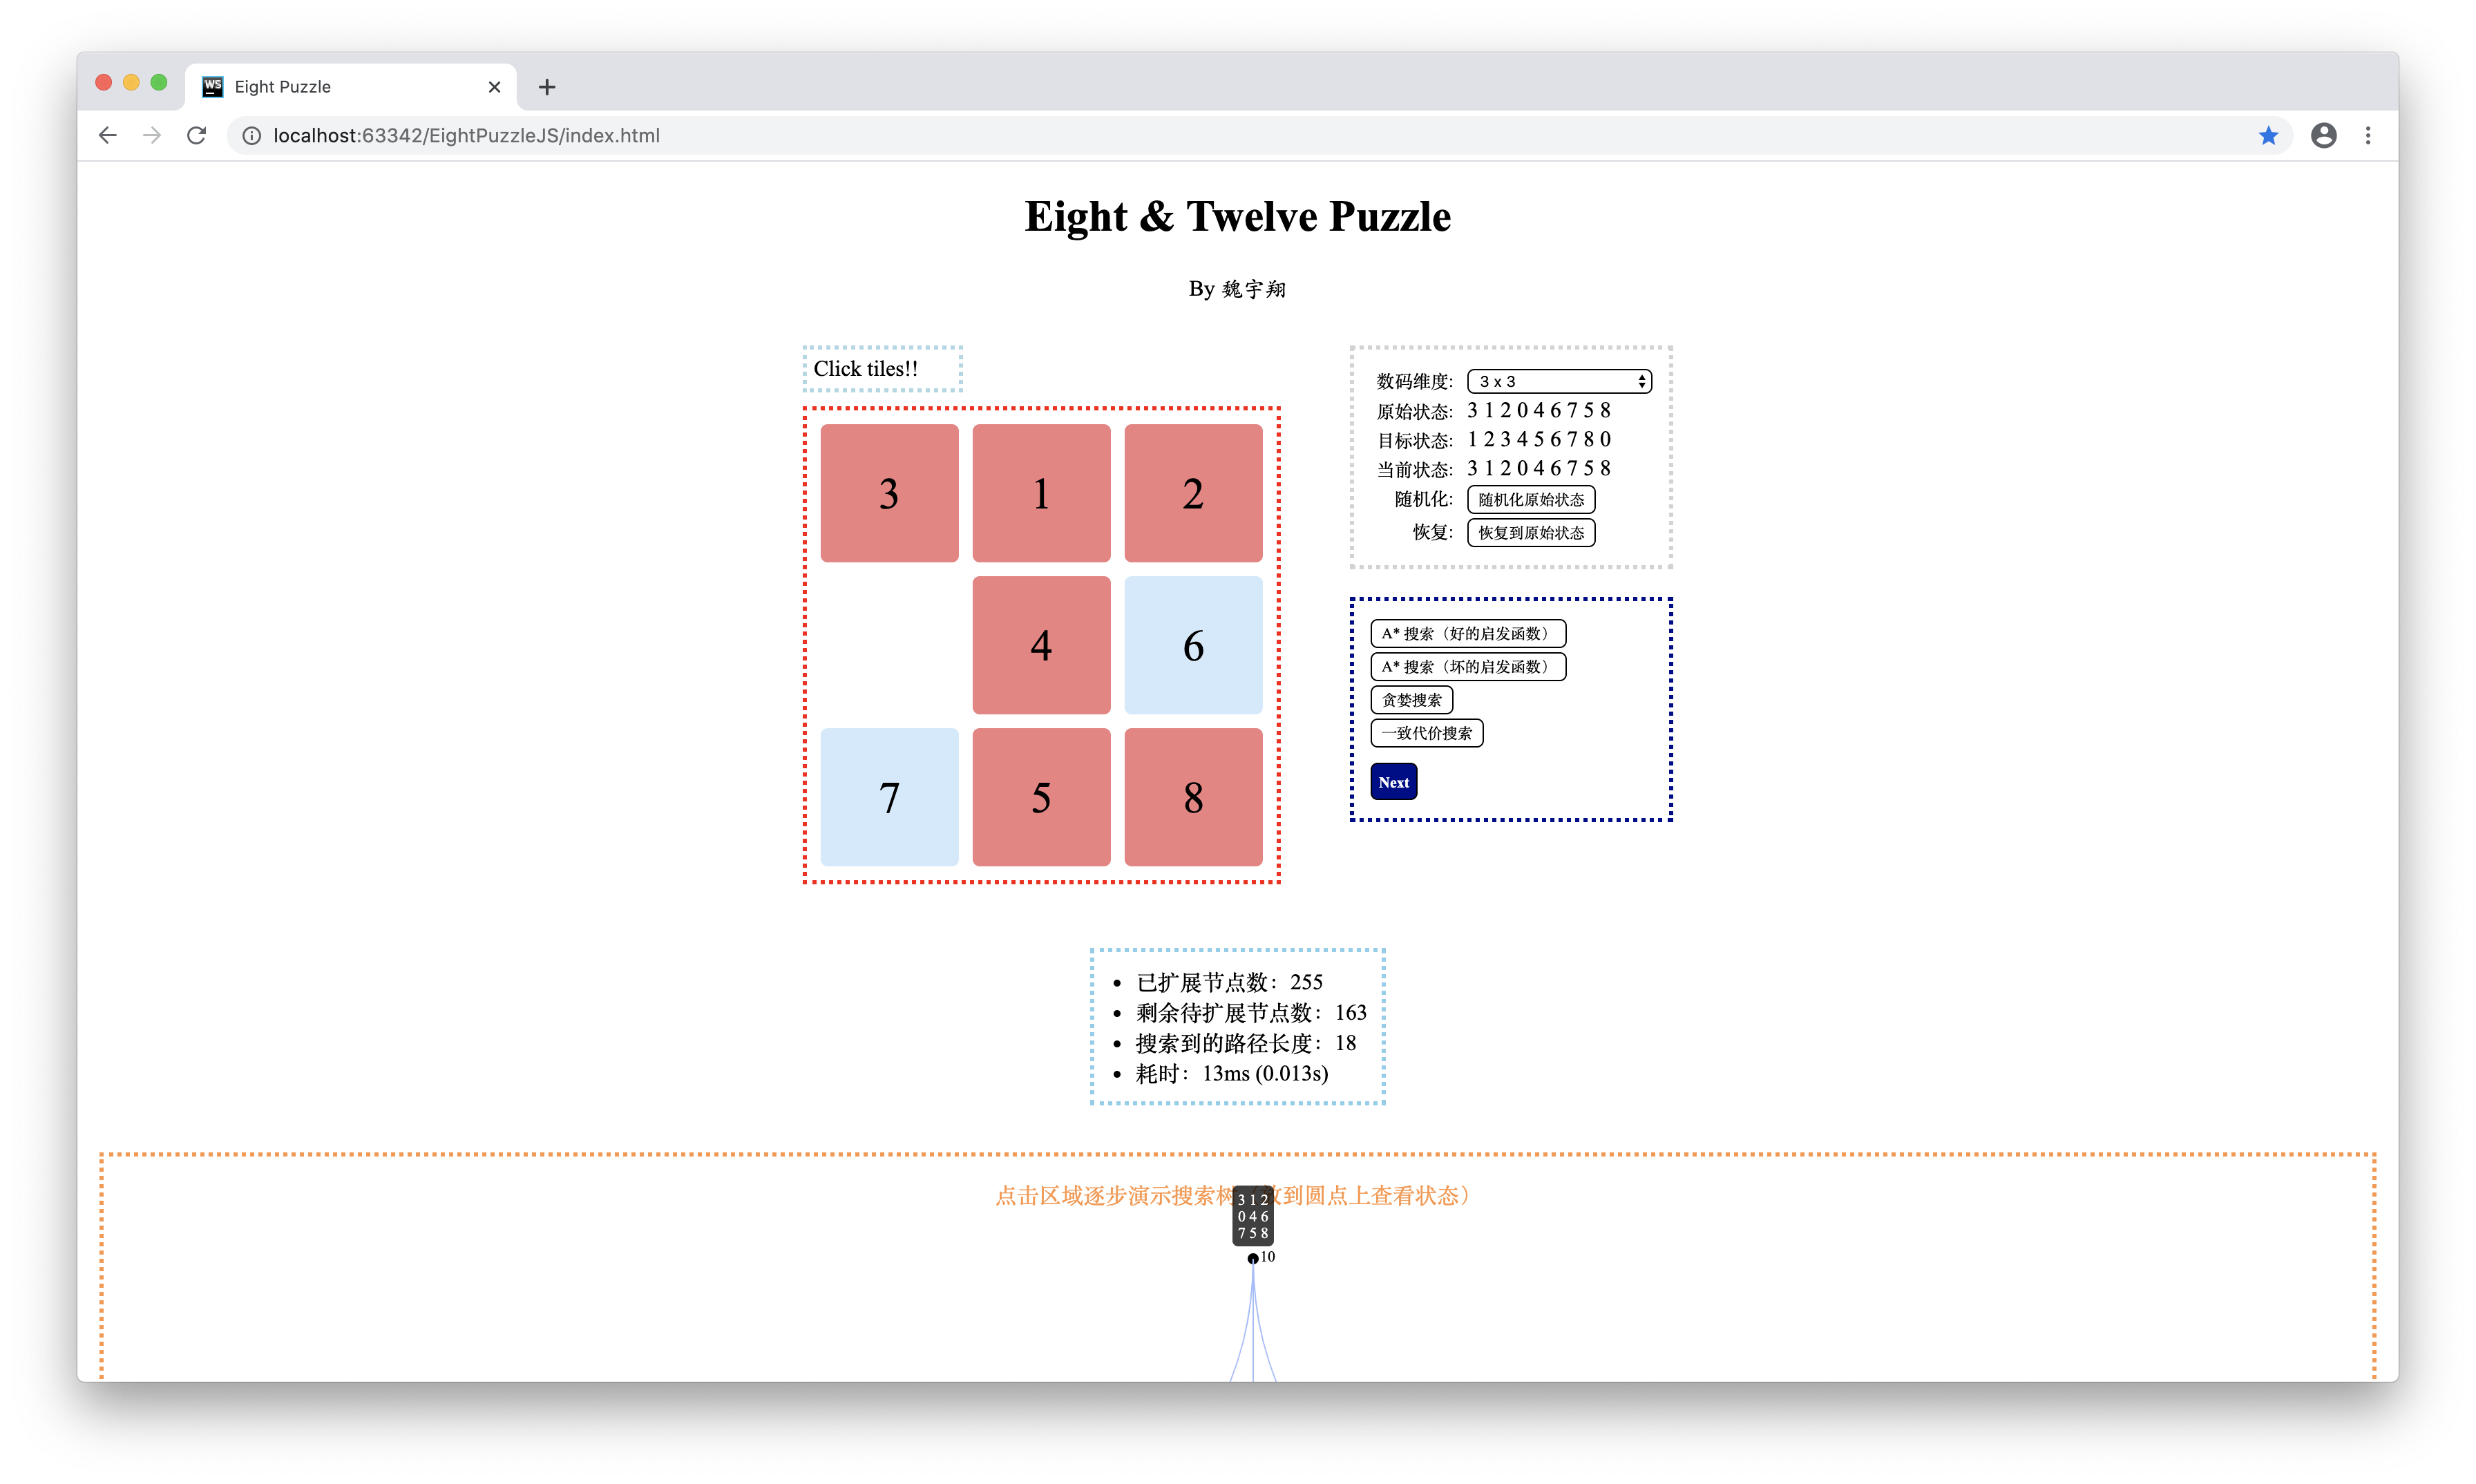 WS
Eight Puzzle
localhost:63342/EightPuzzleJS/index.html
Eight & Twelve Puzzle
By 魏宇翔
Click tiles!!
3 1 2
4 6
7 5 8
数码维度: 3 x 3
原始状态: 3 1 2 0 4 6 7 5 8
目标状态: 1 2 3 4 5 6 7 8 0
当前状态: 3 1 2 0 4 6 7 5 8
随机化: 随机化原始状态
恢复: 恢复到原始状态
A* 搜索（好的启发函数）
A* 搜索（坏的启发函数）
贪婪搜索
一致代价搜索
Next
已扩展节点数：255
剩余待扩展节点数：163
搜索到的路径长度：18
耗时：13ms (0.013s)
点击区域逐步演示搜索树（放到圆点上查看状态）
3 1 2
0 4 6
7 5 8
10